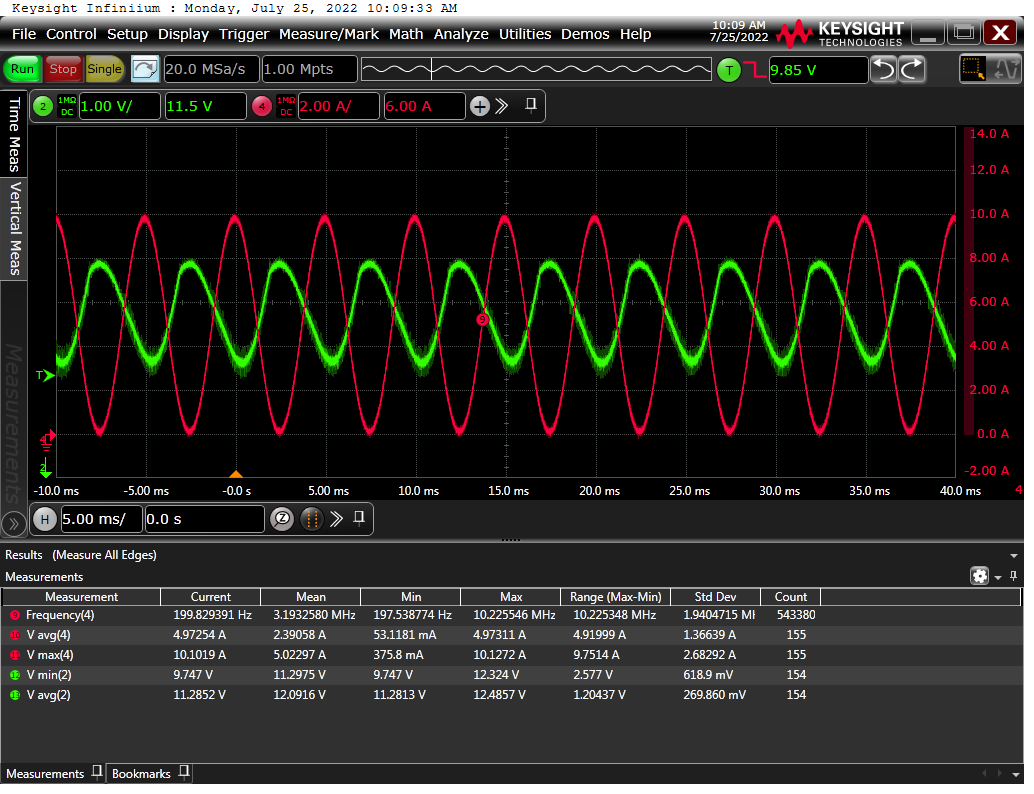 Keysight Infiniium : Monday, July 25, 2022 10:09:33 AM
File Control Setup Display Trigger Measure/Mark Math Analyze Utilities Demos Help
10:09 AM
7/25/2022
KEYSIGHT
TECHNOLOGIES
X
Run Stop Single 20.0 MSa/s 1.00 Mpts T 9.85 V
2 1MΩ DC 1.00 V/ 11.5 V 4 1MΩ DC 2.00 A/ 6.00 A
Time Meas
Vertical Meas
Measurements
14.0 A
12.0 A
10.0 A
8.00 A
6.00 A
9
4.00 A
T
2.00 A
4
0.0 A
2
-2.00 A
-10.0 ms -5.00 ms -0.0 s 5.00 ms 10.0 ms 15.0 ms 20.0 ms 25.0 ms 30.0 ms 35.0 ms 40.0 ms 4
H 5.00 ms/ 0.0 s Z
Results (Measure All Edges)
Measurements
Measurement Current Mean Min Max Range (Max-Min) Std Dev Count
9 Frequency(4) 199.829391 Hz 3.1932580 MHz 197.538774 Hz 10.225546 MHz 10.225348 MHz 1.9404715 MH 543380
10 V avg(4) 4.97254 A 2.39058 A 53.1181 mA 4.97311 A 4.91999 A 1.36639 A 155
11 V max(4) 10.1019 A 5.02297 A 375.8 mA 10.1272 A 9.7514 A 2.68292 A 155
12 V min(2) 9.747 V 11.2975 V 9.747 V 12.324 V 2.577 V 618.9 mV 154
13 V avg(2) 11.2852 V 12.0916 V 11.2813 V 12.4857 V 1.20437 V 269.860 mV 154
Measurements Bookmarks